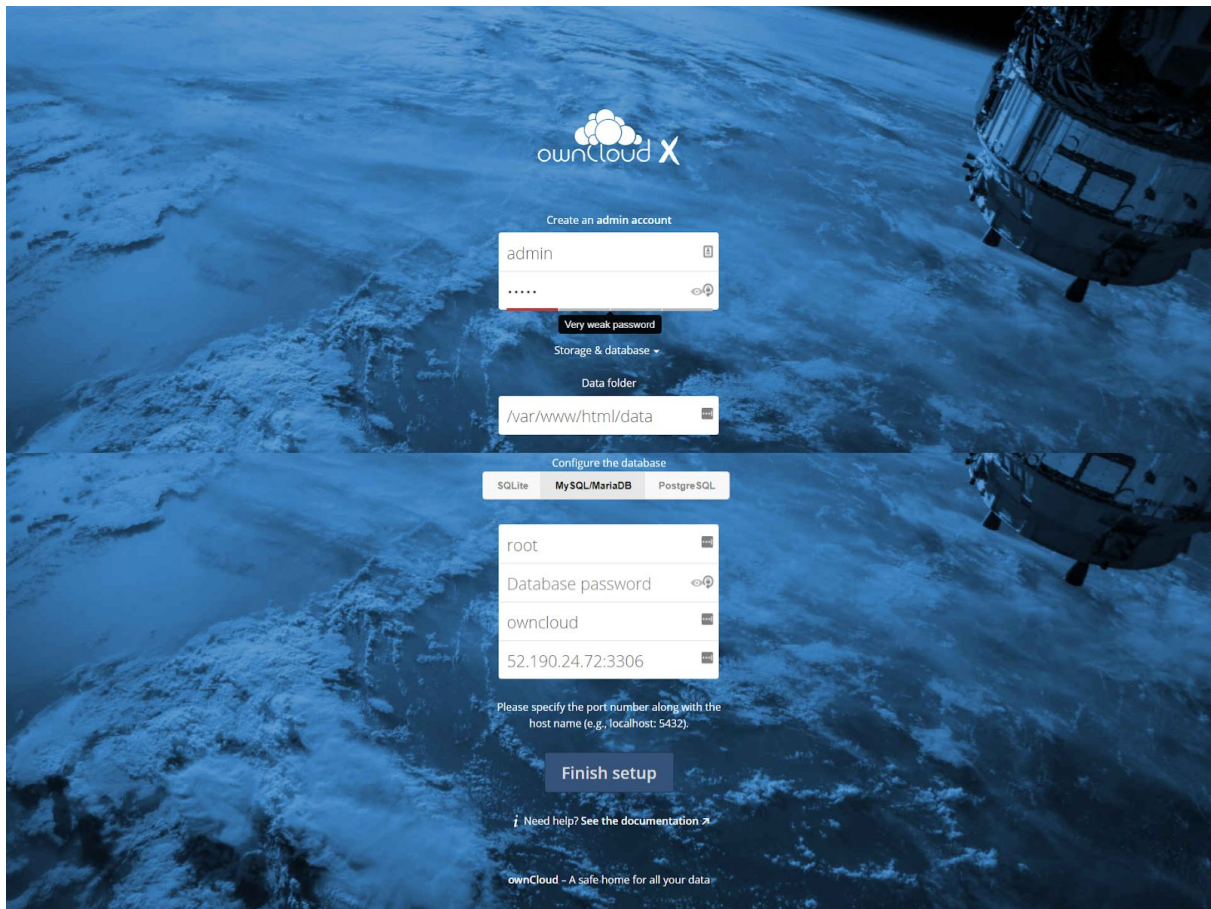 ownCloud X
Create an admin account
admin
•••••
Very weak password
Storage & database
Data folder
/var/www/html/data
Configure the database
SQLite MySQL/MariaDB PostgreSQL
root
Database password
owncloud
52.190.24.72:3306
Please specify the port number along with the
host name (e.g., localhost: 5432).
Finish setup
i Need help? See the documentation ↗
ownCloud – A safe home for all your data